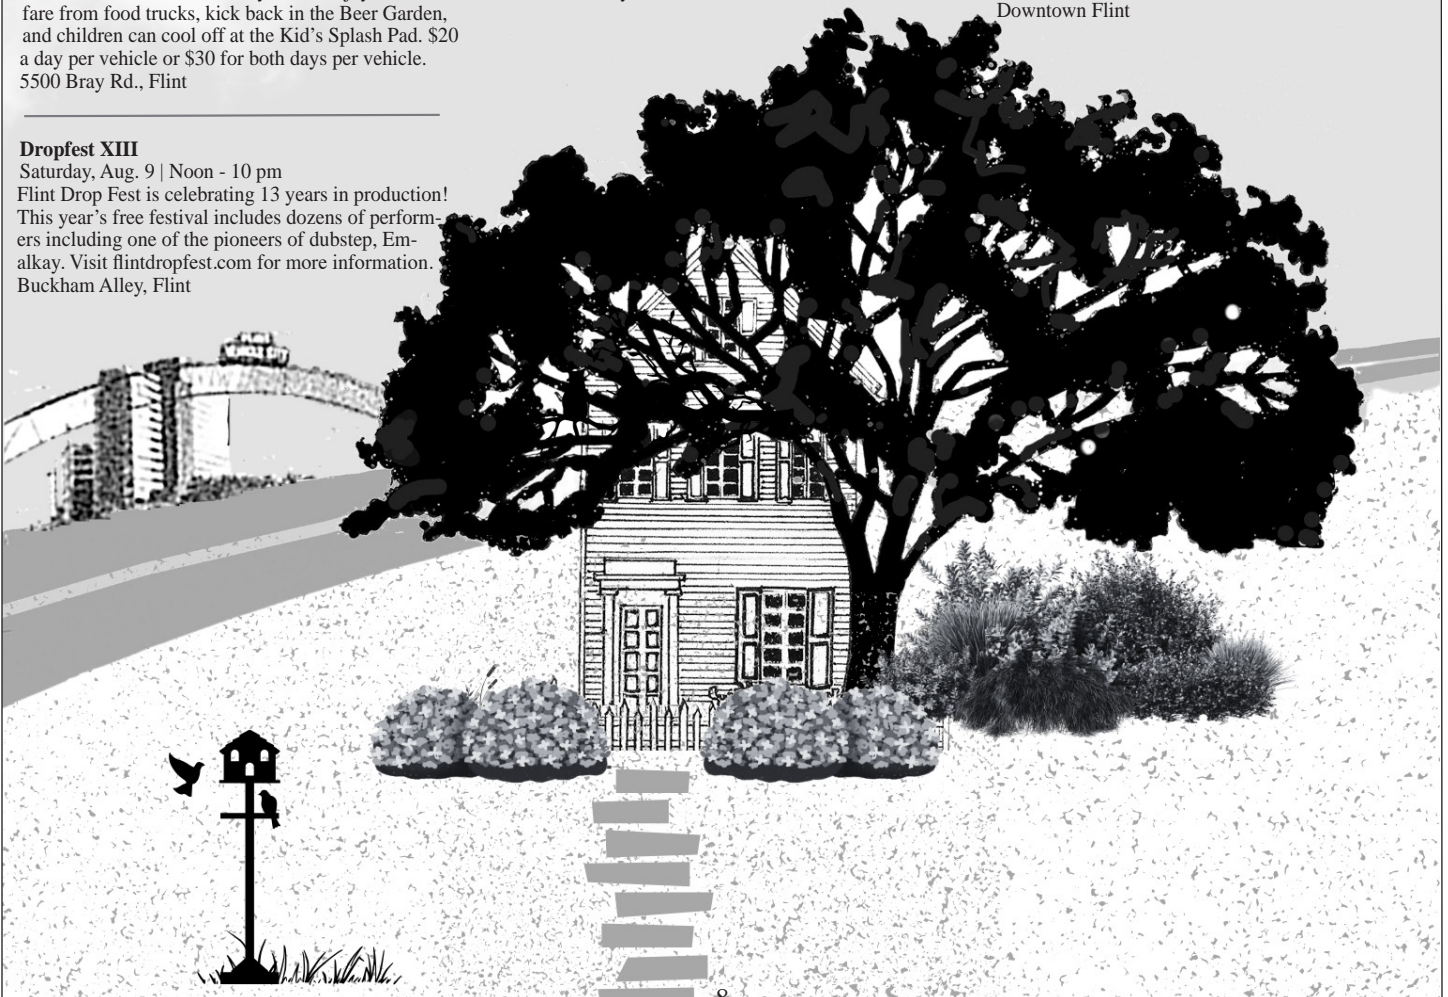 fare from food trucks, kick back in the Beer Garden,
and children can cool off at the Kid’s Splash Pad. $20
a day per vehicle or $30 for both days per vehicle.
5500 Bray Rd., Flint
Dropfest XIII
Saturday, Aug. 9 | Noon - 10 pm
Flint Drop Fest is celebrating 13 years in production!
This year’s free festival includes dozens of perform-
ers including one of the pioneers of dubstep, Em-
alkay. Visit flintdropfest.com for more information.
Buckham Alley, Flint
Downtown Flint
VEHICLE CITY
8